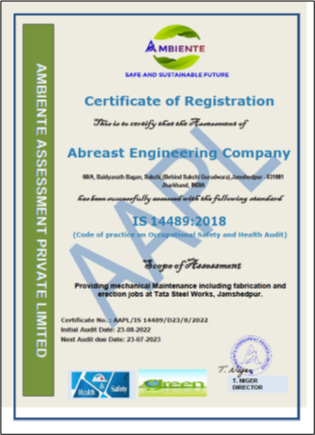 AMBIENTE
SAFE AND SUSTAINABLE FUTURE
AMBIENTE ASSESSMENT PRIVATE LIMITED
Certificate of Registration
This is to certify that the Assessment of
Abreast Engineering Company
68/A, Baidyanath Bagan, Sakchi, (Behind Sakchi Gurudwara), Jamshedpur - 831001
Jharkhand, INDIA
has been successfully assessed with the following standard
IS 14489:2018
(Code of practice on Occupational Safety and Health Audit)
Scope of Assessment
Providing mechanical Maintenance including fabrication and
erection jobs at Tata Steel Works, Jamshedpur.
Certificate No. : AAPL/IS 14489/D23/8/2022
Initial Audit Date: 23-08-2022
Next Audit due Date: 23-07-2023
AAPL
T. Niger
T. NIGER
DIRECTOR
Health & Safety
green